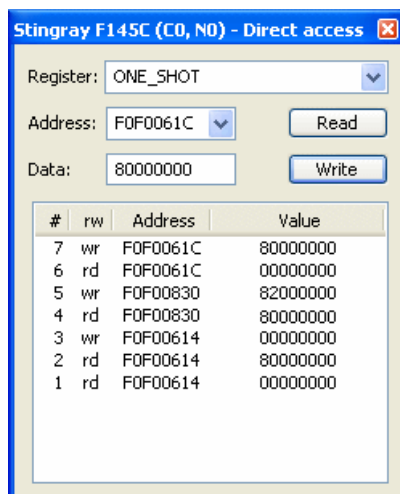 Stingray F145C (C0, N0) - Direct access
Register: ONE_SHOT
Address: F0F0061C Read
Data: 80000000 Write
# rw Address Value
7 wr F0F0061C 80000000
6 rd F0F0061C 00000000
5 wr F0F00830 82000000
4 rd F0F00830 80000000
3 wr F0F00614 00000000
2 rd F0F00614 80000000
1 rd F0F00614 00000000